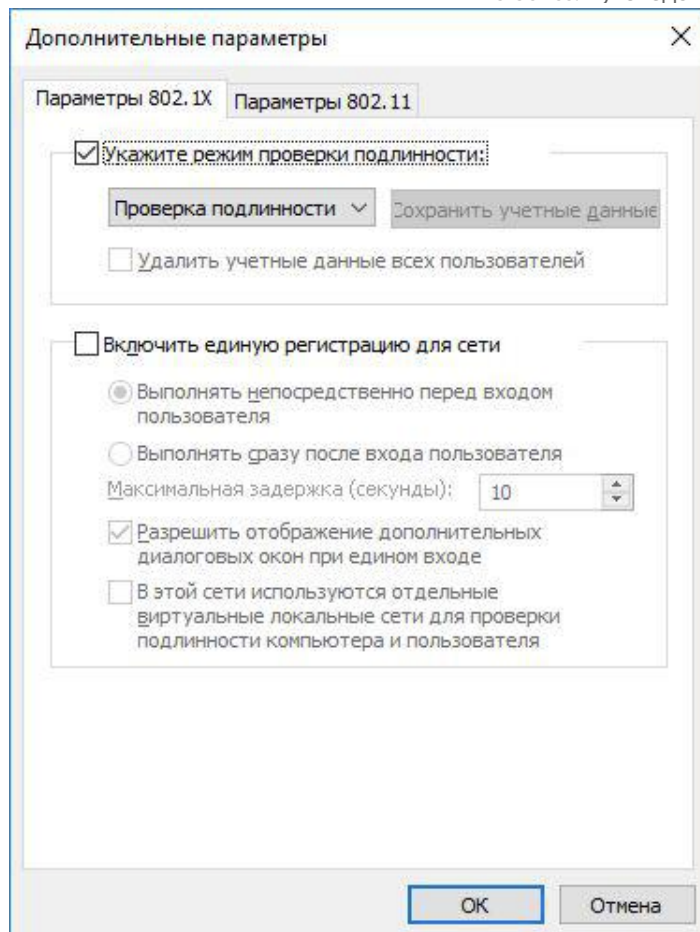 Дополнительные параметры
Параметры 802.1X Параметры 802.11
Укажите режим проверки подлинности:
Проверка подлинности Сохранить учетные данные
Удалить учетные данные всех пользователей
Включить единую регистрацию для сети
Выполнять непосредственно перед входом
пользователя
Выполнять сразу после входа пользователя
Максимальная задержка (секунды): 10
Разрешить отображение дополнительных
диалоговых окон при едином входе
В этой сети используются отдельные
виртуальные локальные сети для проверки
подлинности компьютера и пользователя
ОК Отмена